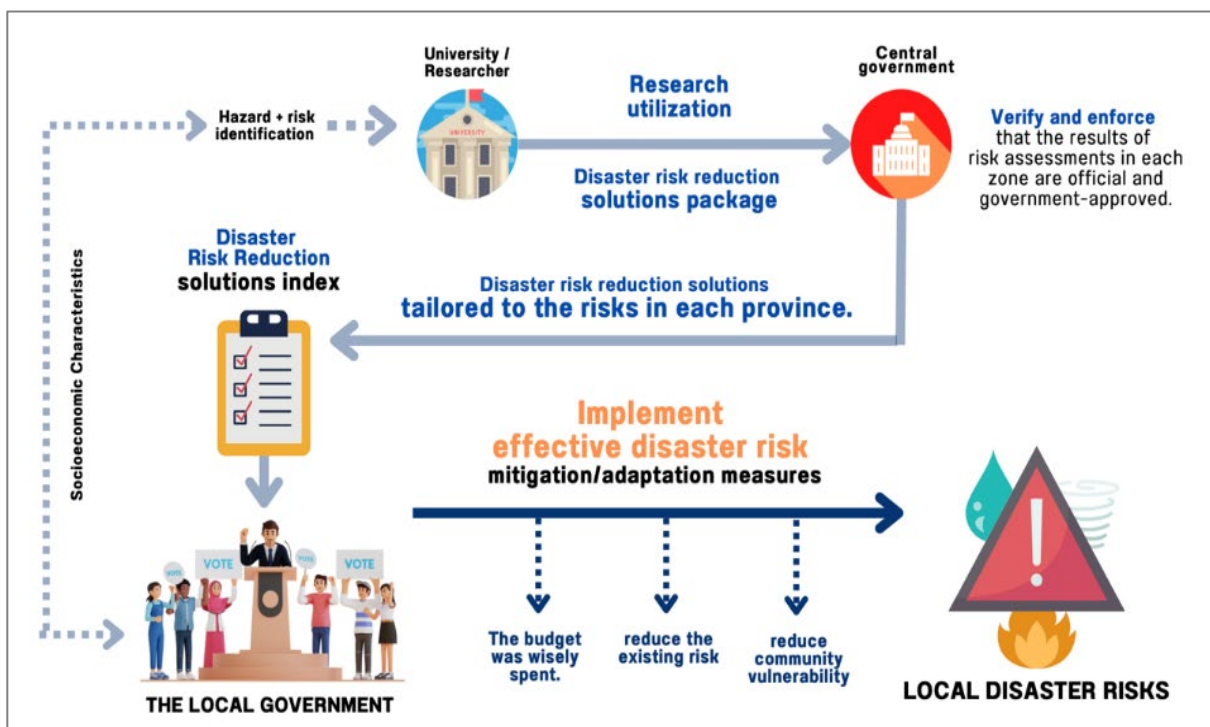 University /
Researcher
UNIVERSITY
Hazard + risk
identification
Research
utilization
Disaster risk reduction
solutions package
Central
government
Verify and enforce
that the results of
risk assessments in each
zone are official and
government-approved.
Socioeconomic Characteristics
Disaster
Risk Reduction
solutions index
Disaster risk reduction solutions
tailored to the risks in each province.
Implement
effective disaster risk
mitigation/adaptation measures
VOTE
VOTE
VOTE
VOTE
THE LOCAL GOVERNMENT
The budget
was wisely
spent.
reduce the
existing risk
reduce
community
vulnerability
!
LOCAL DISASTER RISKS